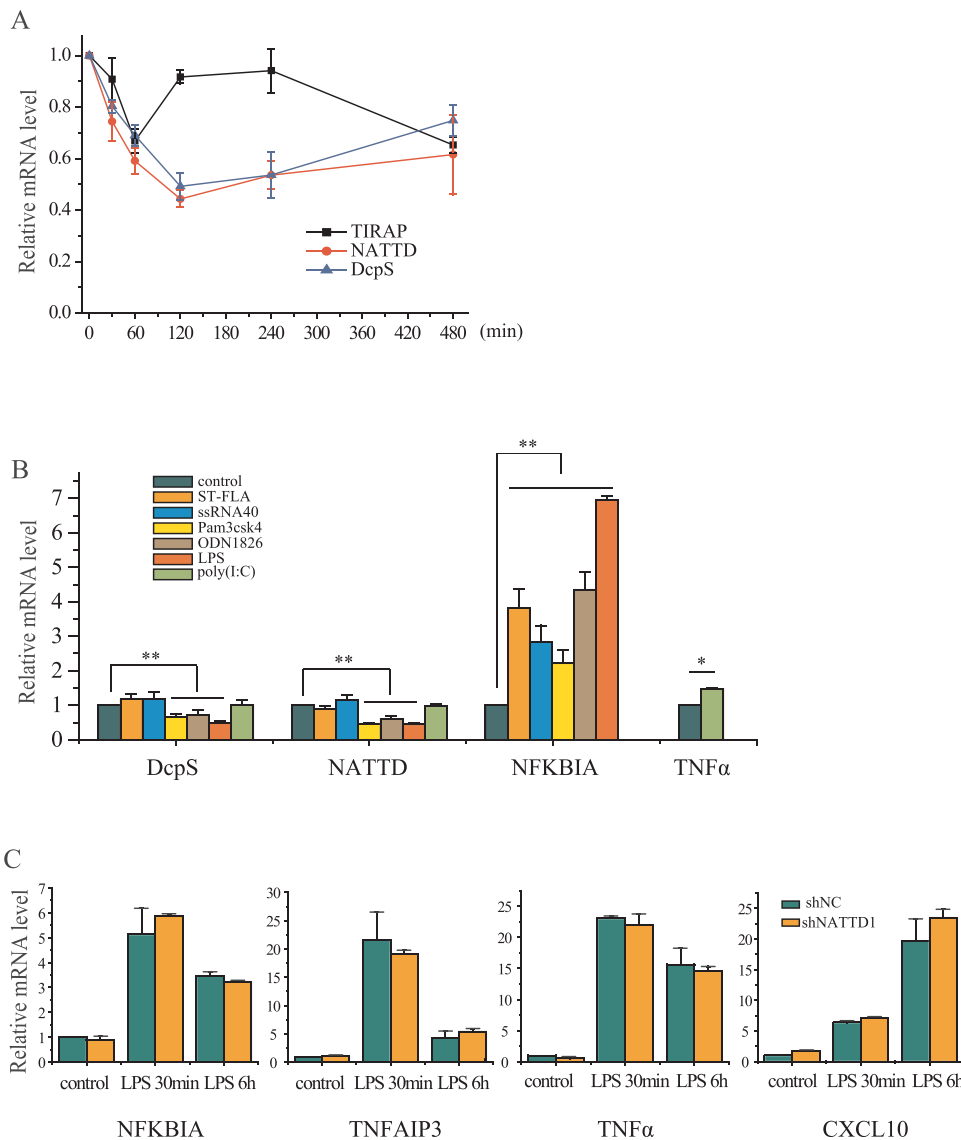 A
Relative mRNA level
1.0
0.8
0.6
0.4
0.2
0.0
TIRAP
NATTD
DcpS
0 60 120 180 240 300 360 420 480 (min)
B
Relative mRNA level
7
6
5
4
3
2
1
0
control
ST-FLA
ssRNA40
Pam3csk4
ODN1826
LPS
poly(I:C)
** ** ** *
DcpS NATTD NFKBIA TNFα
C
Relative mRNA level
7
6
5
4
3
2
1
0
control LPS 30min LPS 6h
NFKBIA
30
25
20
15
10
5
0
control LPS 30min LPS 6h
TNFAIP3
25
20
15
10
5
0
control LPS 30min LPS 6h
TNFα
25
20
15
10
5
0
shNC
shNATTD1
control LPS 30min LPS 6h
CXCL10